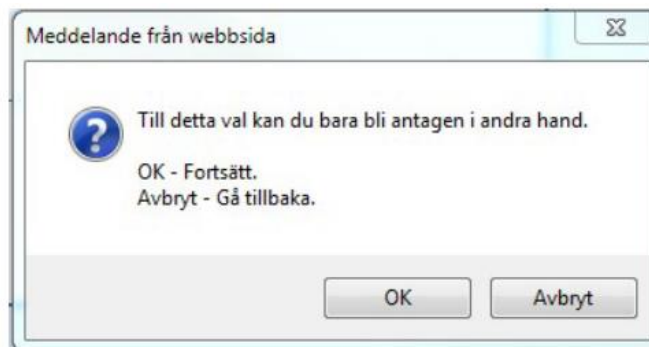 Meddelande från webbsida
Till detta val kan du bara bli antagen i andra hand.
OK - Fortsätt.
Avbryt - Gå tillbaka.
OK
Avbryt